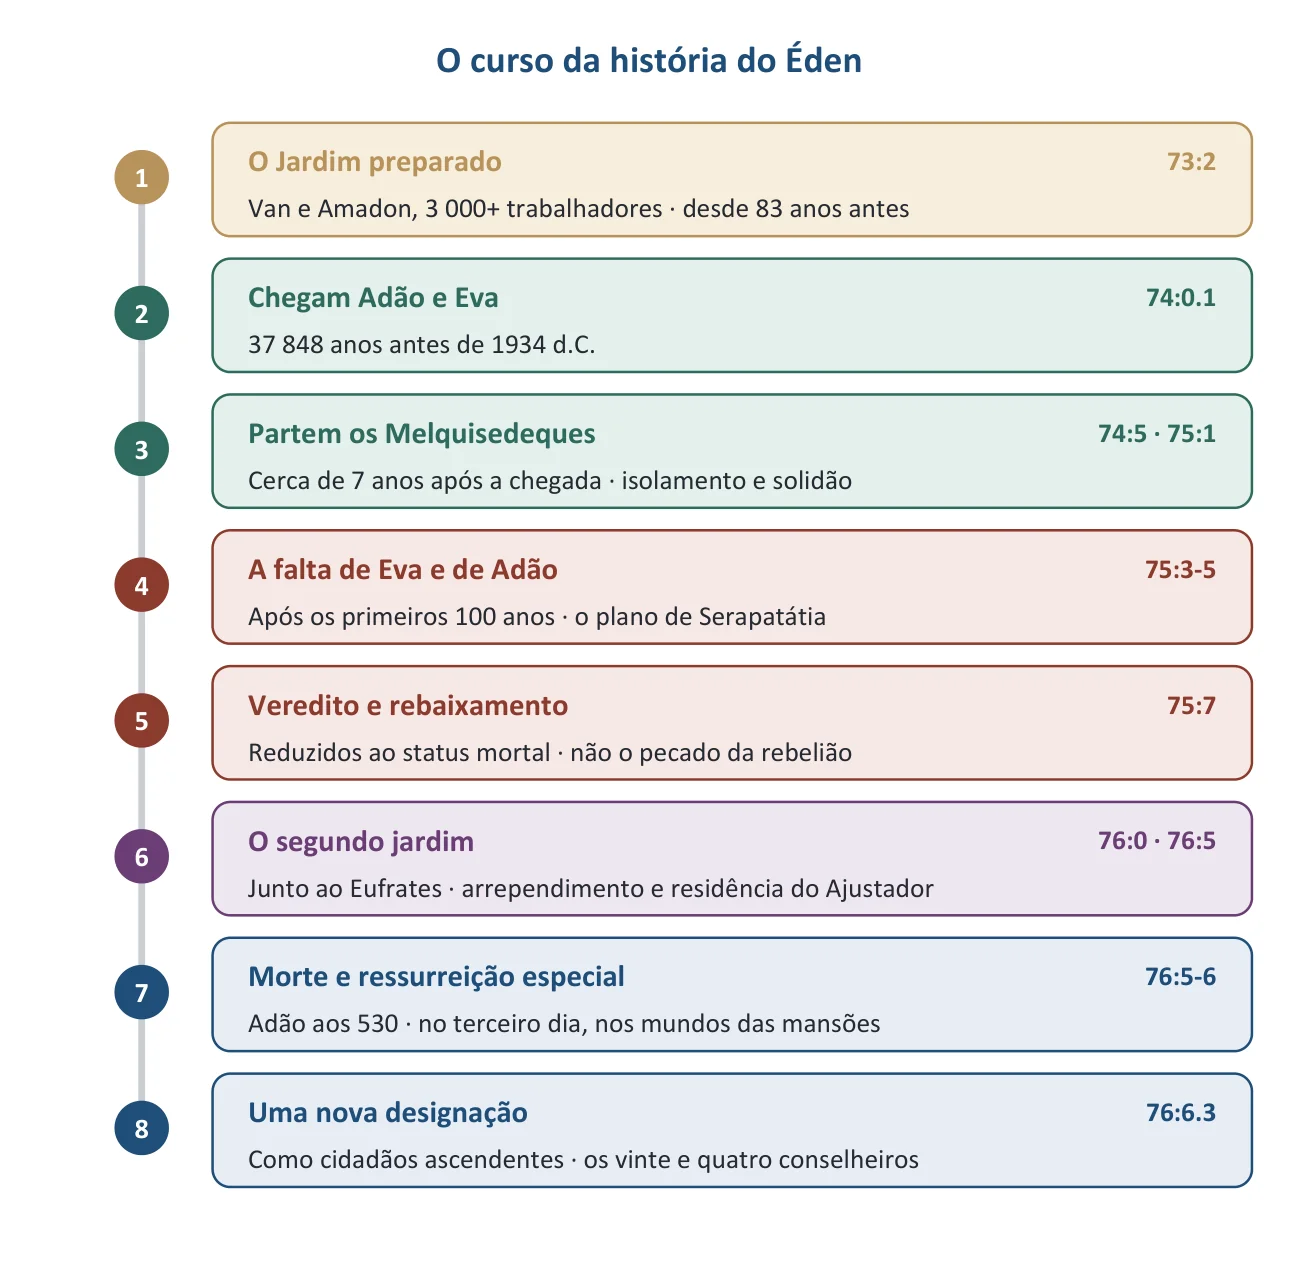 O curso da história do Éden
1
O Jardim preparado
73:2
Van e Amadon, 3 000+ trabalhadores · desde 83 anos antes
2
Chegam Adão e Eva
74:0.1
37 848 anos antes de 1934 d.C.
3
Partem os Melquisedeques
74:5 · 75:1
Cerca de 7 anos após a chegada · isolamento e solidão
4
A falta de Eva e de Adão
75:3-5
Após os primeiros 100 anos · o plano de Serapatátia
5
Veredito e rebaixamento
75:7
Reduzidos ao status mortal · não o pecado da rebelião
6
O segundo jardim
76:0 · 76:5
Junto ao Eufrates · arrependimento e residência do Ajustador
7
Morte e ressurreição especial
76:5-6
Adão aos 530 · no terceiro dia, nos mundos das mansões
8
Uma nova designação
76:6.3
Como cidadãos ascendentes · os vinte e quatro conselheiros